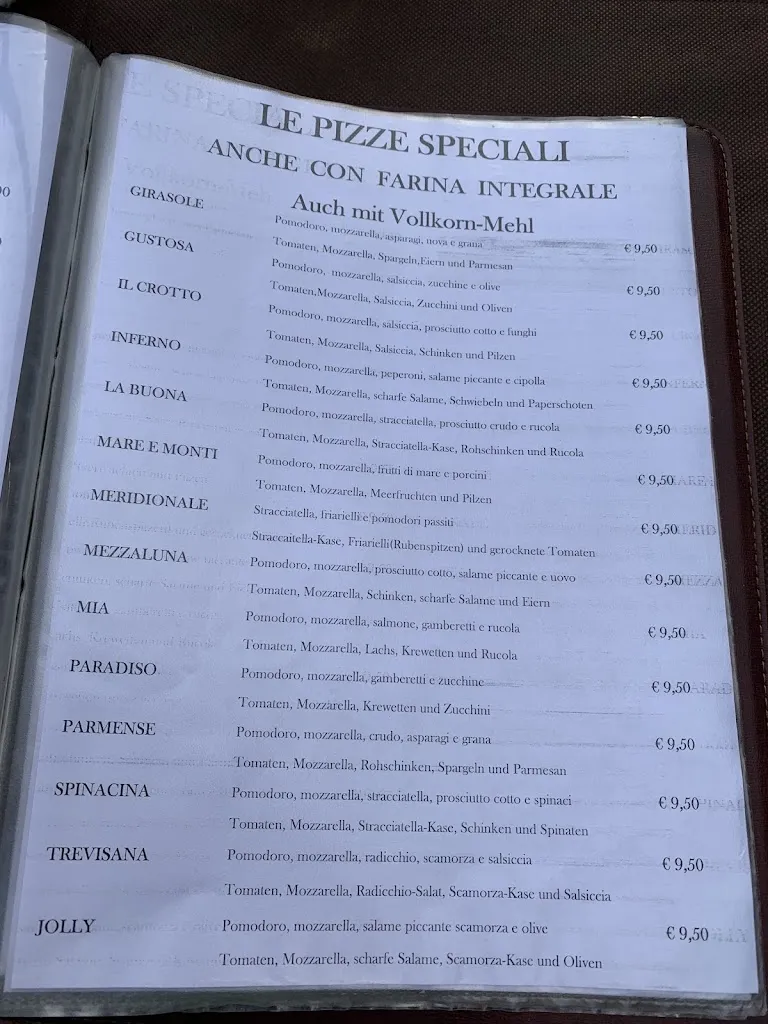 LE PIZZE SPECIALI
ANCHE CON FARINA INTEGRALE
Auch mit Vollkorn-Mehl
GIRASOLE Pomodoro, mozzarella, asparagi, uova e grana € 9,50
Tomaten, Mozzarella, Spargeln,Eiern und Parmesan
GUSTOSA Pomodoro, mozzarella, salsiccia, zucchine e olive € 9,50
Tomaten,Mozzarella, Salsiccia, Zucchini und Oliven
IL CROTTO Pomodoro, mozzarella, salsiccia, prosciutto cotto e funghi € 9,50
Tomaten, Mozzarella, Salsiccia, Schinken und Pilzen
INFERNO Pomodoro, mozzarella, peperoni, salame piccante e cipolla € 9,50
Tomaten, Mozzarella, scharfe Salame, Schwiebeln und Paperschoten
LA BUONA Pomodoro, mozzarella, stracciatella, prosciutto crudo e rucola € 9,50
Tomaten, Mozzarella, Stracciatella-Kase, Rohschinken und Rucola
MARE E MONTI Pomodoro, mozzarella, frutti di mare e porcini € 9,50
Tomaten, Mozzarella, Meerfruchten und Pilzen
MERIDIONALE Stracciatella, friarielli e pomodori passiti € 9,50
Straccaitella-Kase, Friarielli(Rubenspitzen) und gerocknete Tomaten
MEZZALUNA Pomodoro, mozzarella, prosciutto cotto, salame piccante e uovo € 9,50
Tomaten, Mozzarella, Schinken, scharfe Salame und Eiern
MIA Pomodoro, mozzarella, salmone, gamberetti e rucola € 9,50
Tomaten, Mozzarella, Lachs, Krewetten und Rucola
PARADISO Pomodoro, mozzarella, gamberetti e zucchine € 9,50
Tomaten, Mozzarella, Krewetten und Zucchini
PARMENSE Pomodoro, mozzarella, crudo, asparagi e grana € 9,50
Tomaten, Mozzarella, Rohschinken, Spargeln und Parmesan
SPINACINA Pomodoro, mozzarella, stracciatella, prosciutto cotto e spinaci € 9,50
Tomaten, Mozzarella, Stracciatella-Kase, Schinken und Spinaten
TREVISANA Pomodoro, mozzarella, radicchio, scamorza e salsiccia € 9,50
Tomaten, Mozzarella, Radicchio-Salat, Scamorza-Kase und Salsiccia
JOLLY Pomodoro, mozzarella, salame piccante scamorza e olive € 9,50
Tomaten, Mozzarella, scharfe Salame, Scamorza-Kase und Oliven